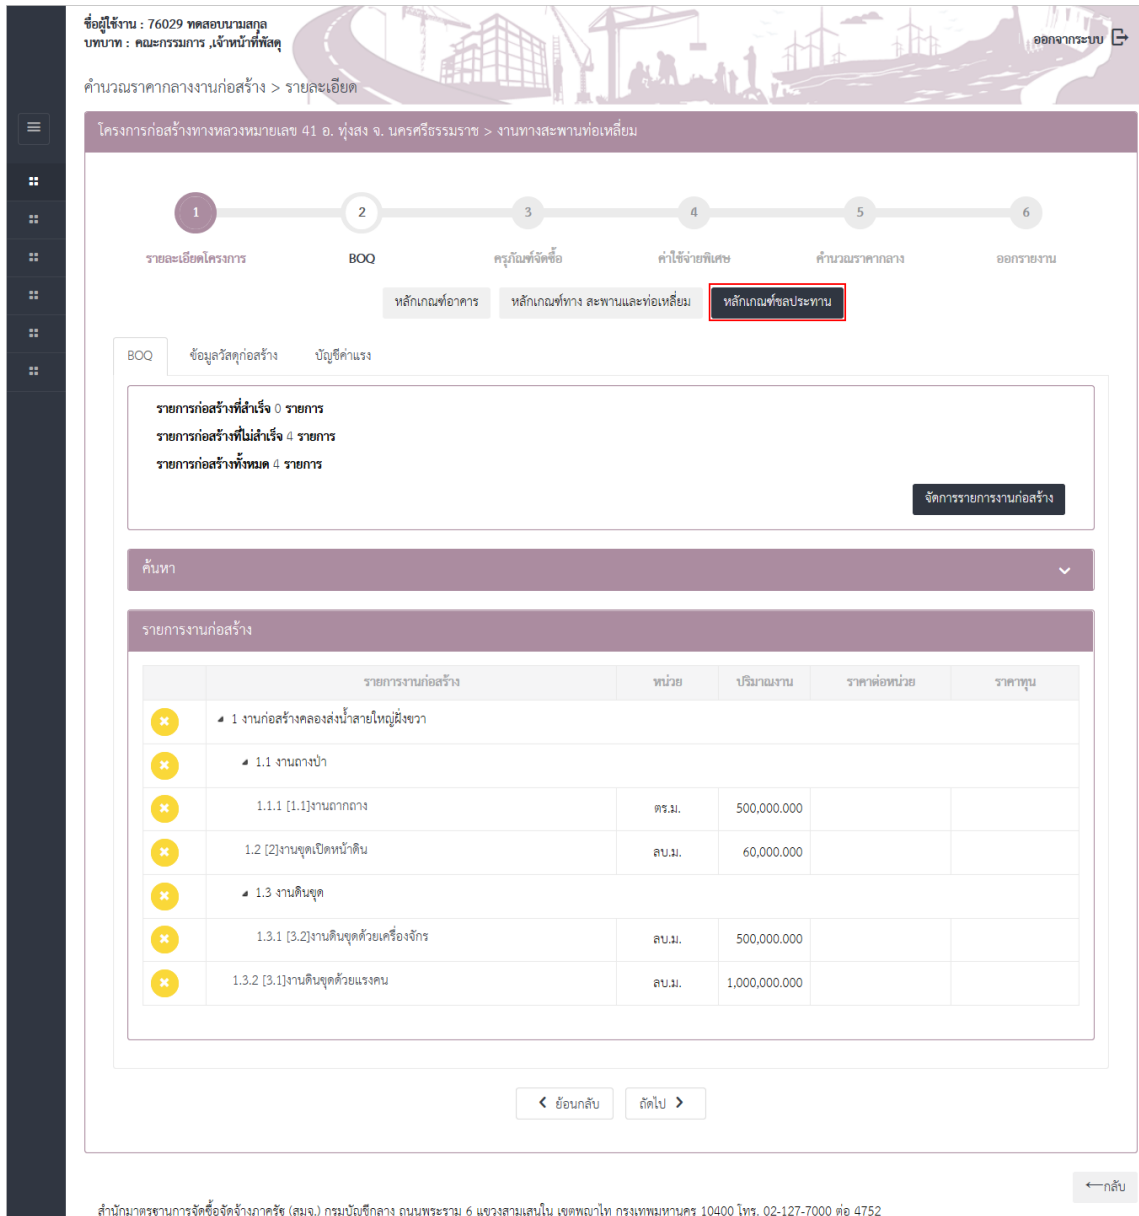 ชื่อผู้ใช้งาน : 76029 ทดสอบนามสกุล
บทบาท : คณะกรรมการ ,เจ้าหน้าที่พัสดุ
ออกจากระบบ
คำนวณราคากลางงานก่อสร้าง > รายละเอียด
โครงการก่อสร้างทางหลวงหมายเลข 41 อ. ทุ่งสง จ. นครศรีธรรมราช > งานทางสะพานท่อเหลี่ยม
1 2 3 4 5 6
รายละเอียดโครงการ BOQ ครุภัณฑ์จัดซื้อ ค่าใช้จ่ายพิเศษ คำนวณราคากลาง ออกรายงาน
หลักเกณฑ์อาคาร หลักเกณฑ์ทาง สะพานและท่อเหลี่ยม หลักเกณฑ์ชลประทาน
BOQ ข้อมูลวัสดุก่อสร้าง บัญชีค่าแรง
รายการก่อสร้างที่สำเร็จ 0 รายการ
รายการก่อสร้างที่ไม่สำเร็จ 4 รายการ
รายการก่อสร้างทั้งหมด 4 รายการ
จัดการรายการงานก่อสร้าง
ค้นหา
รายการงานก่อสร้าง
รายการงานก่อสร้าง หน่วย ปริมาณงาน ราคาต่อหน่วย ราคาทุน
1 งานก่อสร้างคลองส่งน้ำสายใหญ่ฝั่งขวา
1.1 งานถางป่า
1.1.1 [1.1]งานถากถาง ตร.ม. 500,000.000
1.2 [2]งานขุดเปิดหน้าดิน ลบ.ม. 60,000.000
1.3 งานดินขุด
1.3.1 [3.2]งานดินขุดด้วยเครื่องจักร ลบ.ม. 500,000.000
1.3.2 [3.1]งานดินขุดด้วยแรงคน ลบ.ม. 1,000,000.000
ย้อนกลับ ถัดไป
กลับ
สำนักมาตรฐานการจัดซื้อจัดจ้างภาครัฐ (สมจ.) กรมบัญชีกลาง ถนนพระราม 6 แขวงสามเสนใน เขตพญาไท กรุงเทพมหานคร 10400 โทร. 02-127-7000 ต่อ 4752